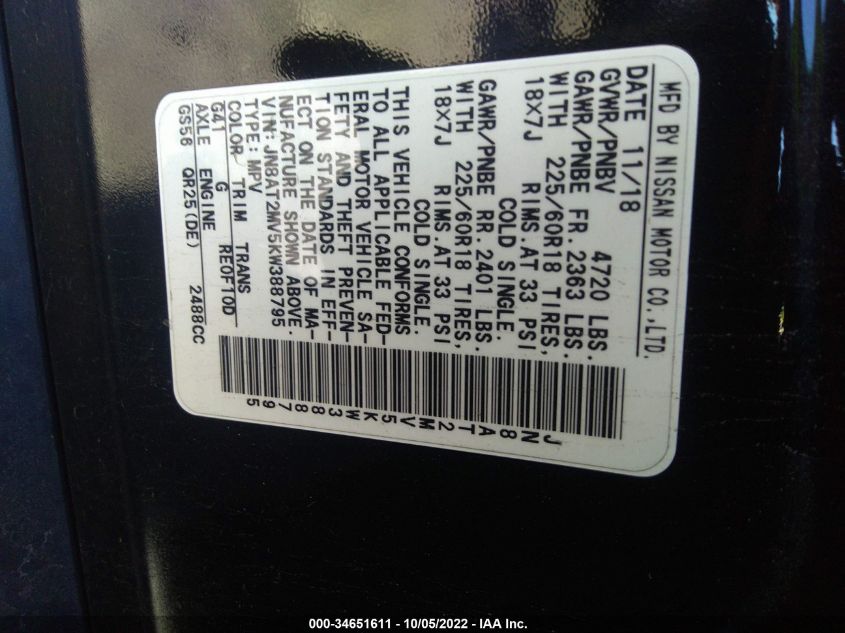 MFD BY NISSAN MOTOR CO.,LTD.
DATE 11/18
GVWR/PNBV 4720 LBS.
GAWR/PNBE FR. 2363 LBS.
WITH 225/60R18 TIRES,
18X7J RIMS.AT 33 PSI
COLD SINGLE.
GAWR/PNBE RR. 2401 LBS.
WITH 225/60R18 TIRES,
18X7J RIMS.AT 33 PSI
COLD SINGLE.
THIS VEHICLE CONFORMS
TO ALL APPLICABLE FED-
ERAL MOTOR VEHICLE SA-
FETY AND THEFT PREVEN-
TION STANDARDS IN EFF-
ECT ON THE DATE OF MA-
NUFACTURE SHOWN ABOVE.
VIN:JN8AT2MV5KW388795
TYPE:MPV
COLOR TRIM TRANS
G41 G RE0F10D
AXLE ENGINE
GS56 QR25(DE) 2488CC
JN8AT2MV5KW388795
000-34651611 - 10/05/2022 - IAA Inc.